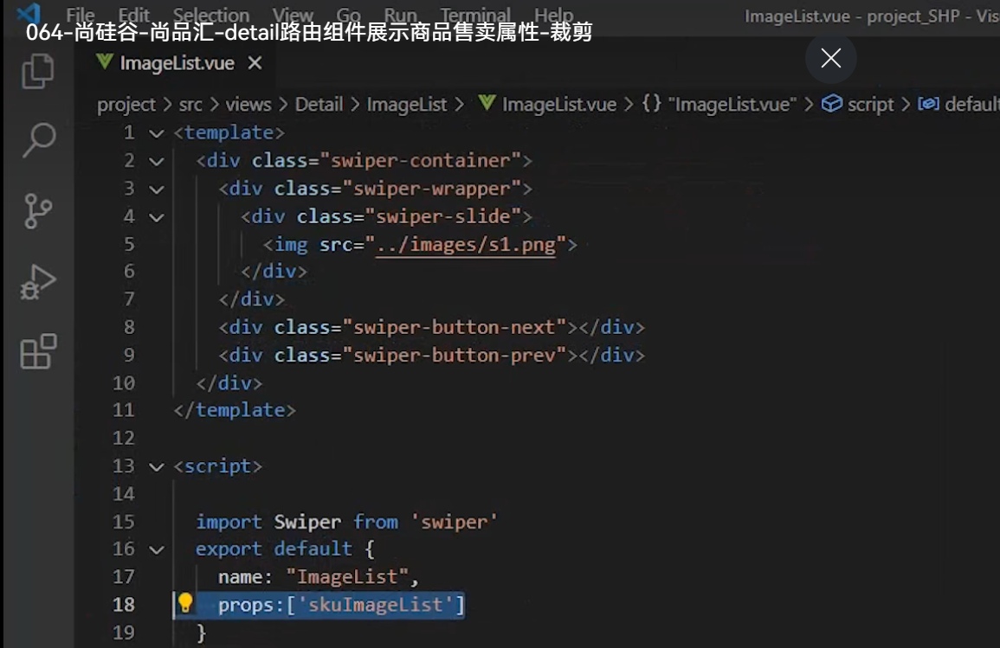 File Edit Selection View Go Run Terminal Help ImageList.vue - project_SHP - Vis
064-尚硅谷-尚品汇-detail路由组件展示商品售卖属性-裁剪
ImageList.vue
project > src > views > Detail > ImageList > ImageList.vue > {} "ImageList.vue" > script > default
1 <template>
2 <div class="swiper-container">
3 <div class="swiper-wrapper">
4 <div class="swiper-slide">
5 <img src="../images/s1.png">
6 </div>
7 </div>
8 <div class="swiper-button-next"></div>
9 <div class="swiper-button-prev"></div>
10 </div>
11 </template>
12
13 <script>
14
15 import Swiper from 'swiper'
16 export default {
17 name: "ImageList",
18 props:['skuImageList']
19 }